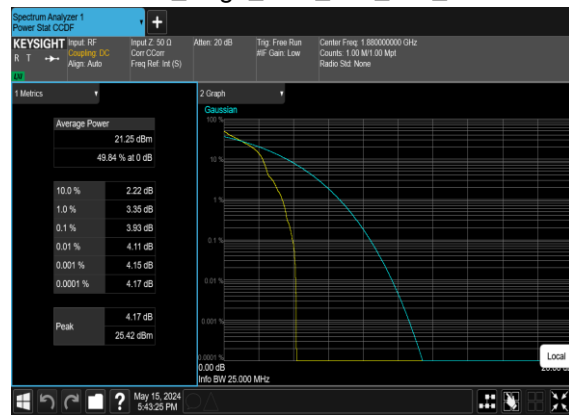 Spectrum Analyzer 1
Power Stat CCDF
+
KEYSIGHT
R T
LXI
Input: RF
Coupling: DC
Align: Auto
Input Z: 50 Ω
Corr CCorr
Freq Ref: Int (S)
Atten: 20 dB
Trig: Free Run
#IF Gain: Low
Center Freq: 1.880000000 GHz
Counts: 1.00 M/1.00 Mpt
Radio Std: None
1 Metrics
Average Power
21.25 dBm
49.84 % at 0 dB
10.0 % 2.22 dB
1.0 % 3.35 dB
0.1 % 3.93 dB
0.01 % 4.11 dB
0.001 % 4.15 dB
0.0001 % 4.17 dB
Peak
4.17 dB
25.42 dBm
2 Graph
Gaussian
100 %
10 %
1 %
0.1 %
0.01 %
0.001 %
0.0001 %
0.00 dB
Info BW 25.000 MHz
Local
?
May 15, 2024
5:43:25 PM